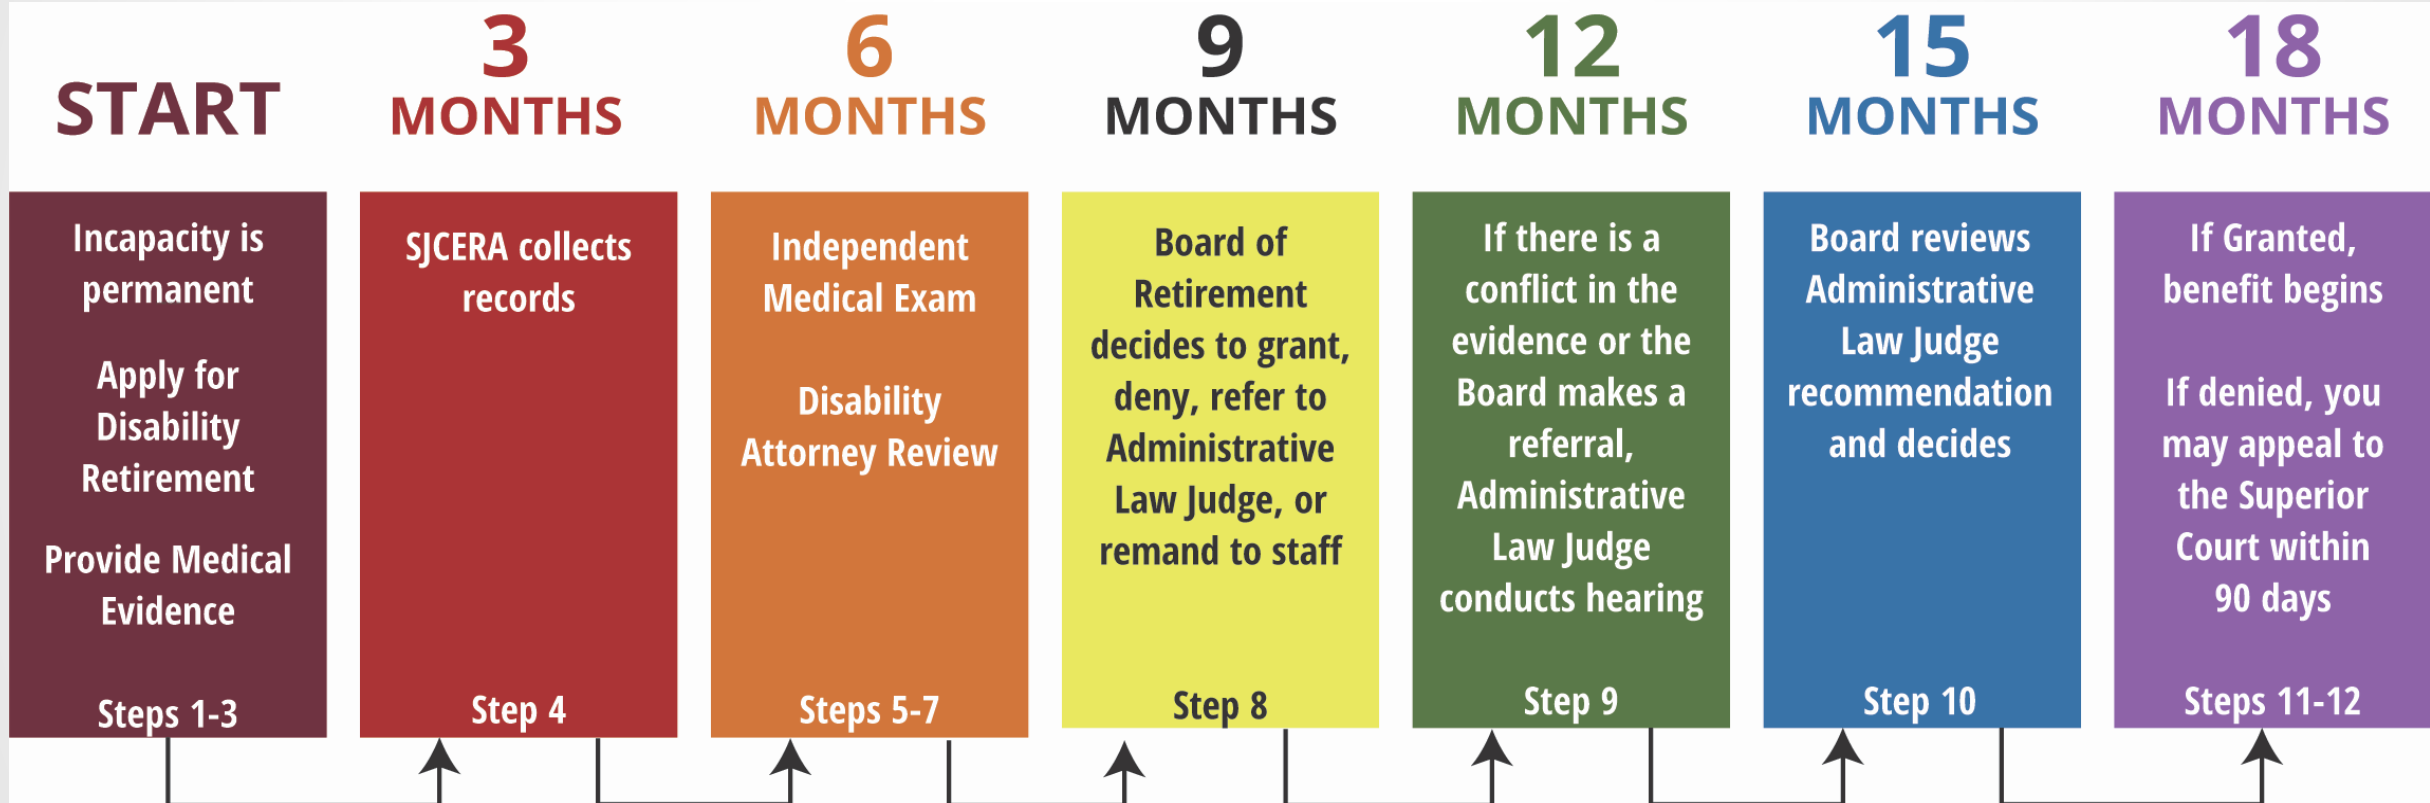 START
Incapacity is
permanent
Apply for
Disability
Retirement
Provide Medical
Evidence
Steps 1-3
3
MONTHS
SJCERA collects
records
Step 4
6
MONTHS
Independent
Medical Exam
Disability
Attorney Review
Steps 5-7
9
MONTHS
Board of
Retirement
decides to grant,
deny, refer to
Administrative
Law Judge, or
remand to staff
Step 8
12
MONTHS
If there is a
conflict in the
evidence or the
Board makes a
referral,
Administrative
Law Judge
conducts hearing
Step 9
15
MONTHS
Board reviews
Administrative
Law Judge
recommendation
and decides
Step 10
18
MONTHS
If Granted,
benefit begins
If denied, you
may appeal to
the Superior
Court within
90 days
Steps 11-12